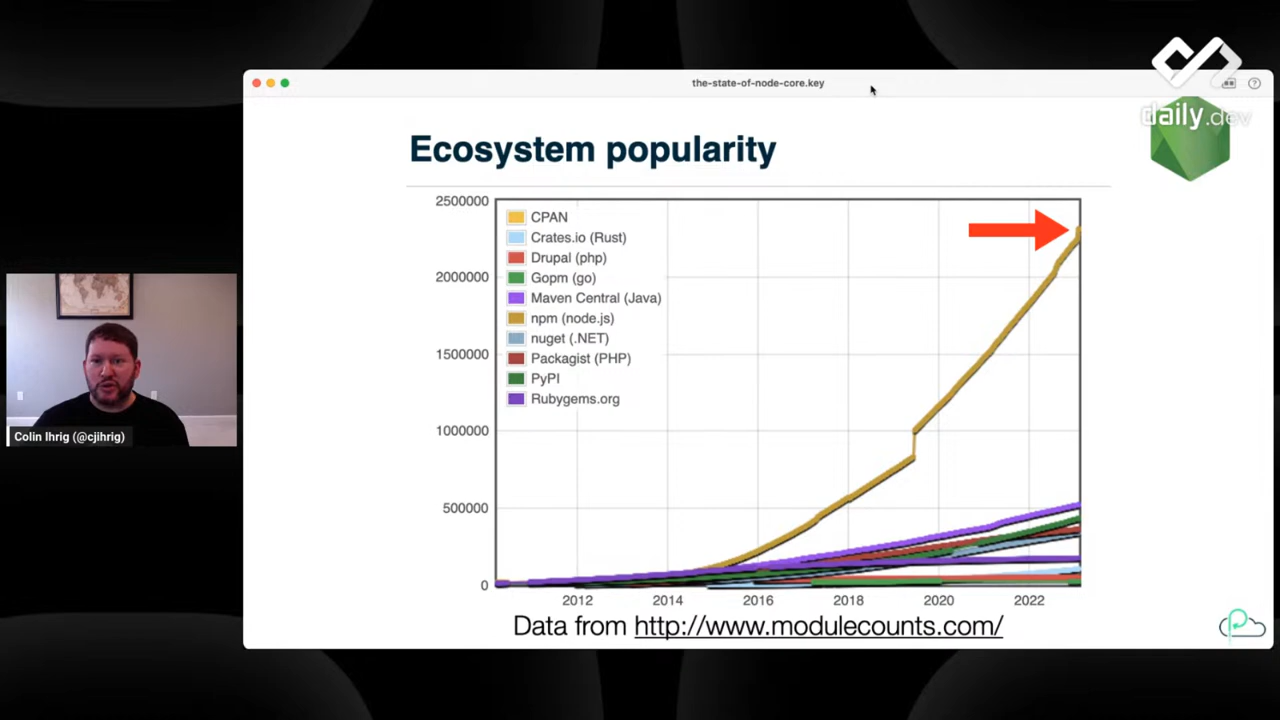 the-state-of-node-core.key
daily.dev
Ecosystem popularity
2500000
2000000
1500000
1000000
500000
0
CPAN
Crates.io (Rust)
Drupal (php)
Gopm (go)
Maven Central (Java)
npm (node.js)
nuget (.NET)
Packagist (PHP)
PyPI
Rubygems.org
2012 2014 2016 2018 2020 2022
Data from http://www.modulecounts.com/
Colin Ihrig (@cjihrig)